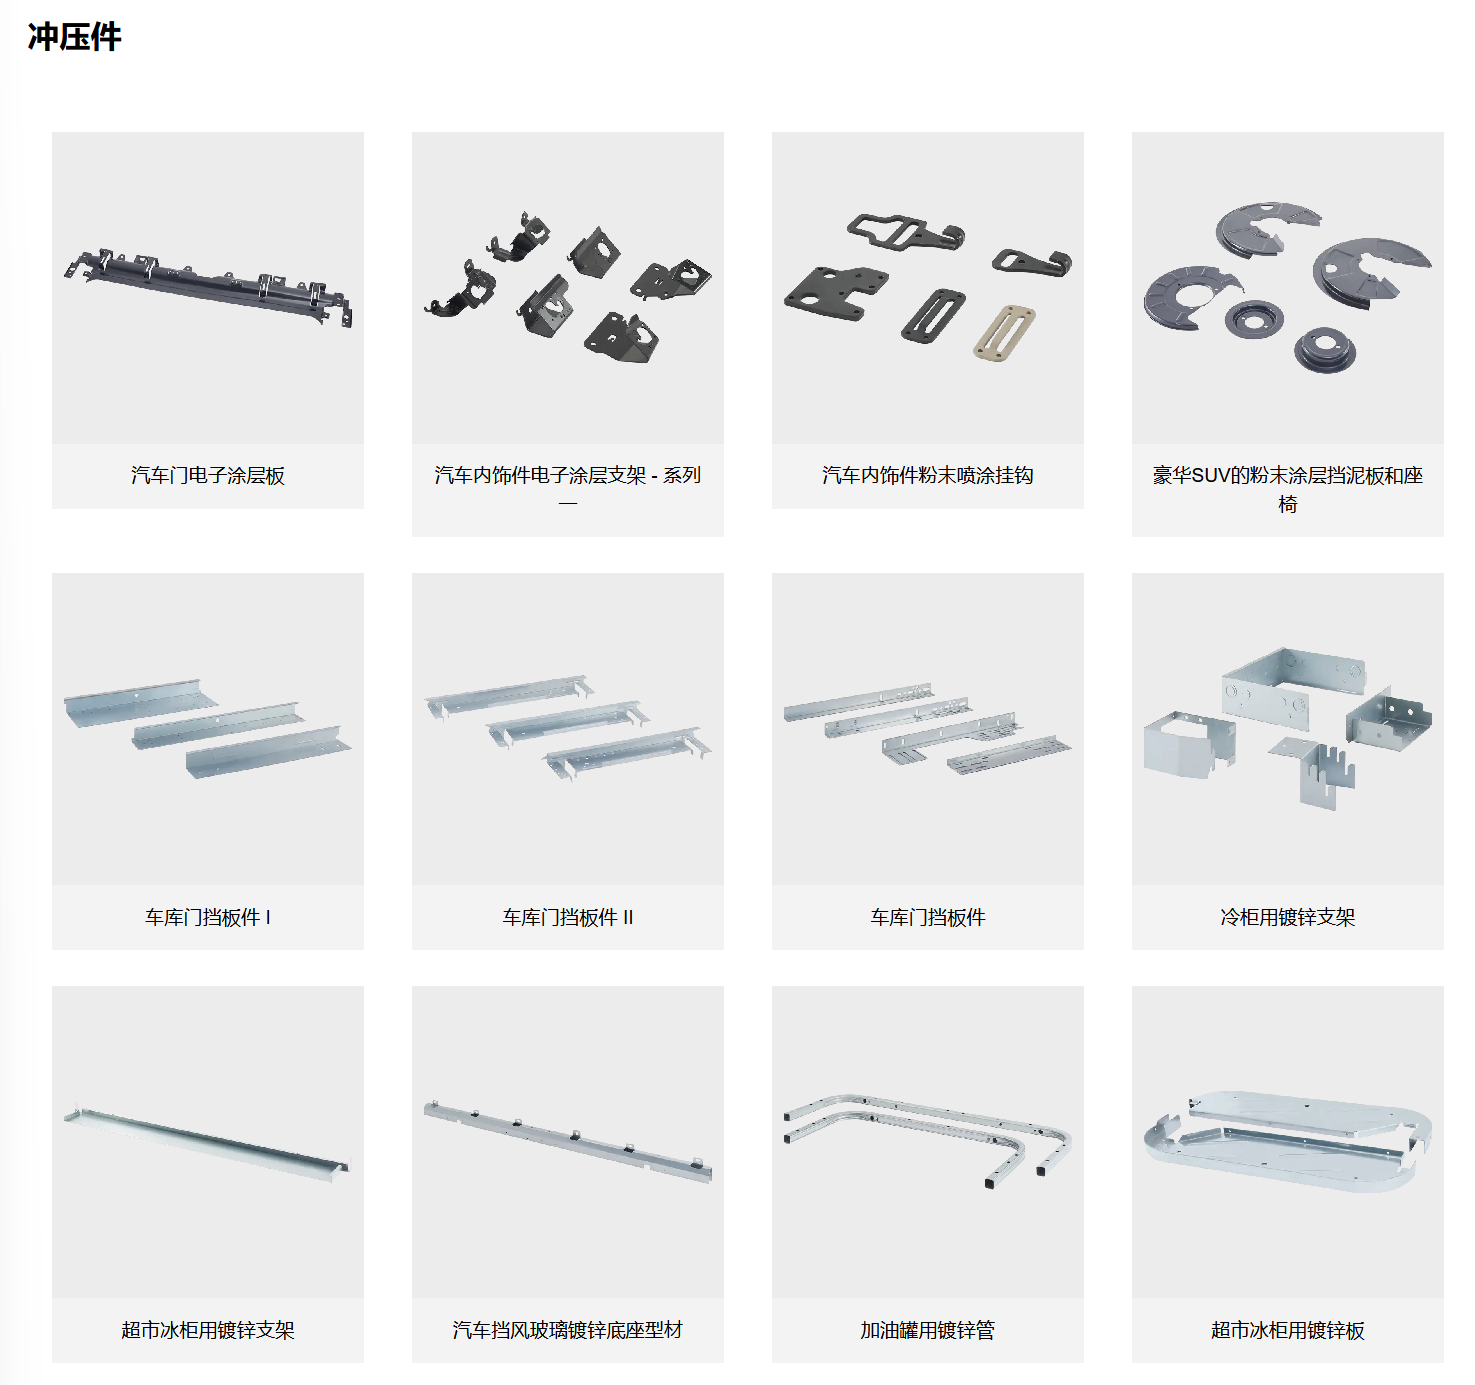 冲压件
汽车门电子涂层板
汽车内饰件电子涂层支架 - 系列
一
汽车内饰件粉末喷涂挂钩
豪华SUV的粉末涂层挡泥板和座
椅
车库门挡板件 I
车库门挡板件 II
车库门挡板件
冷柜用镀锌支架
超市冰柜用镀锌支架
汽车挡风玻璃镀锌底座型材
加油罐用镀锌管
超市冰柜用镀锌板